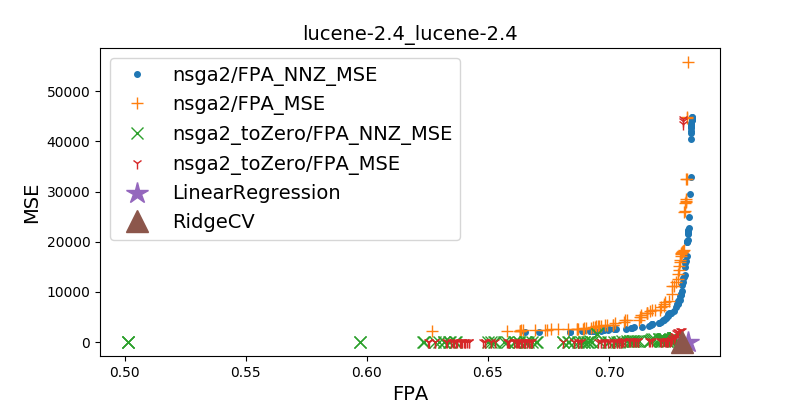 lucene-2.4_lucene-2.4
MSE
50000
40000
30000
20000
10000
0
nsga2/FPA_NNZ_MSE
nsga2/FPA_MSE
nsga2_toZero/FPA_NNZ_MSE
nsga2_toZero/FPA_MSE
LinearRegression
RidgeCV
0.50 0.55 0.60 0.65 0.70
FPA